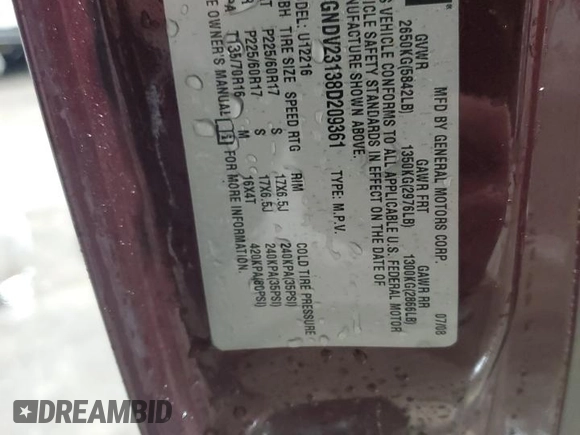 MFD BY GENERAL MOTORS CORP. 07/08
GVWR GAWR FRT GAWR RR
2650KG(5842LB) 1350KG(2976LB) 1300KG(2866LB)
S VEHICLE CONFORMS TO ALL APPLICABLE U.S. FEDERAL MOTOR
HICLE SAFETY STANDARDS IN EFFECT ON THE DATE OF
NUFACTURE SHOWN ABOVE.
GNDV23138D209361 TYPE: M.P.V.
DEL: U12216
TIRE SIZE SPEED RTG RIM COLD TIRE PRESSURE
P225/60R17 S 17X6.5J 240KPA(35PSI)
P225/60R17 S 17X6.5J 240KPA(35PSI)
T135/70R16 M 16X4T 420KPA(60PSI)
E OWNER'S MANUAL FOR MORE INFORMATION.
DREAMBID